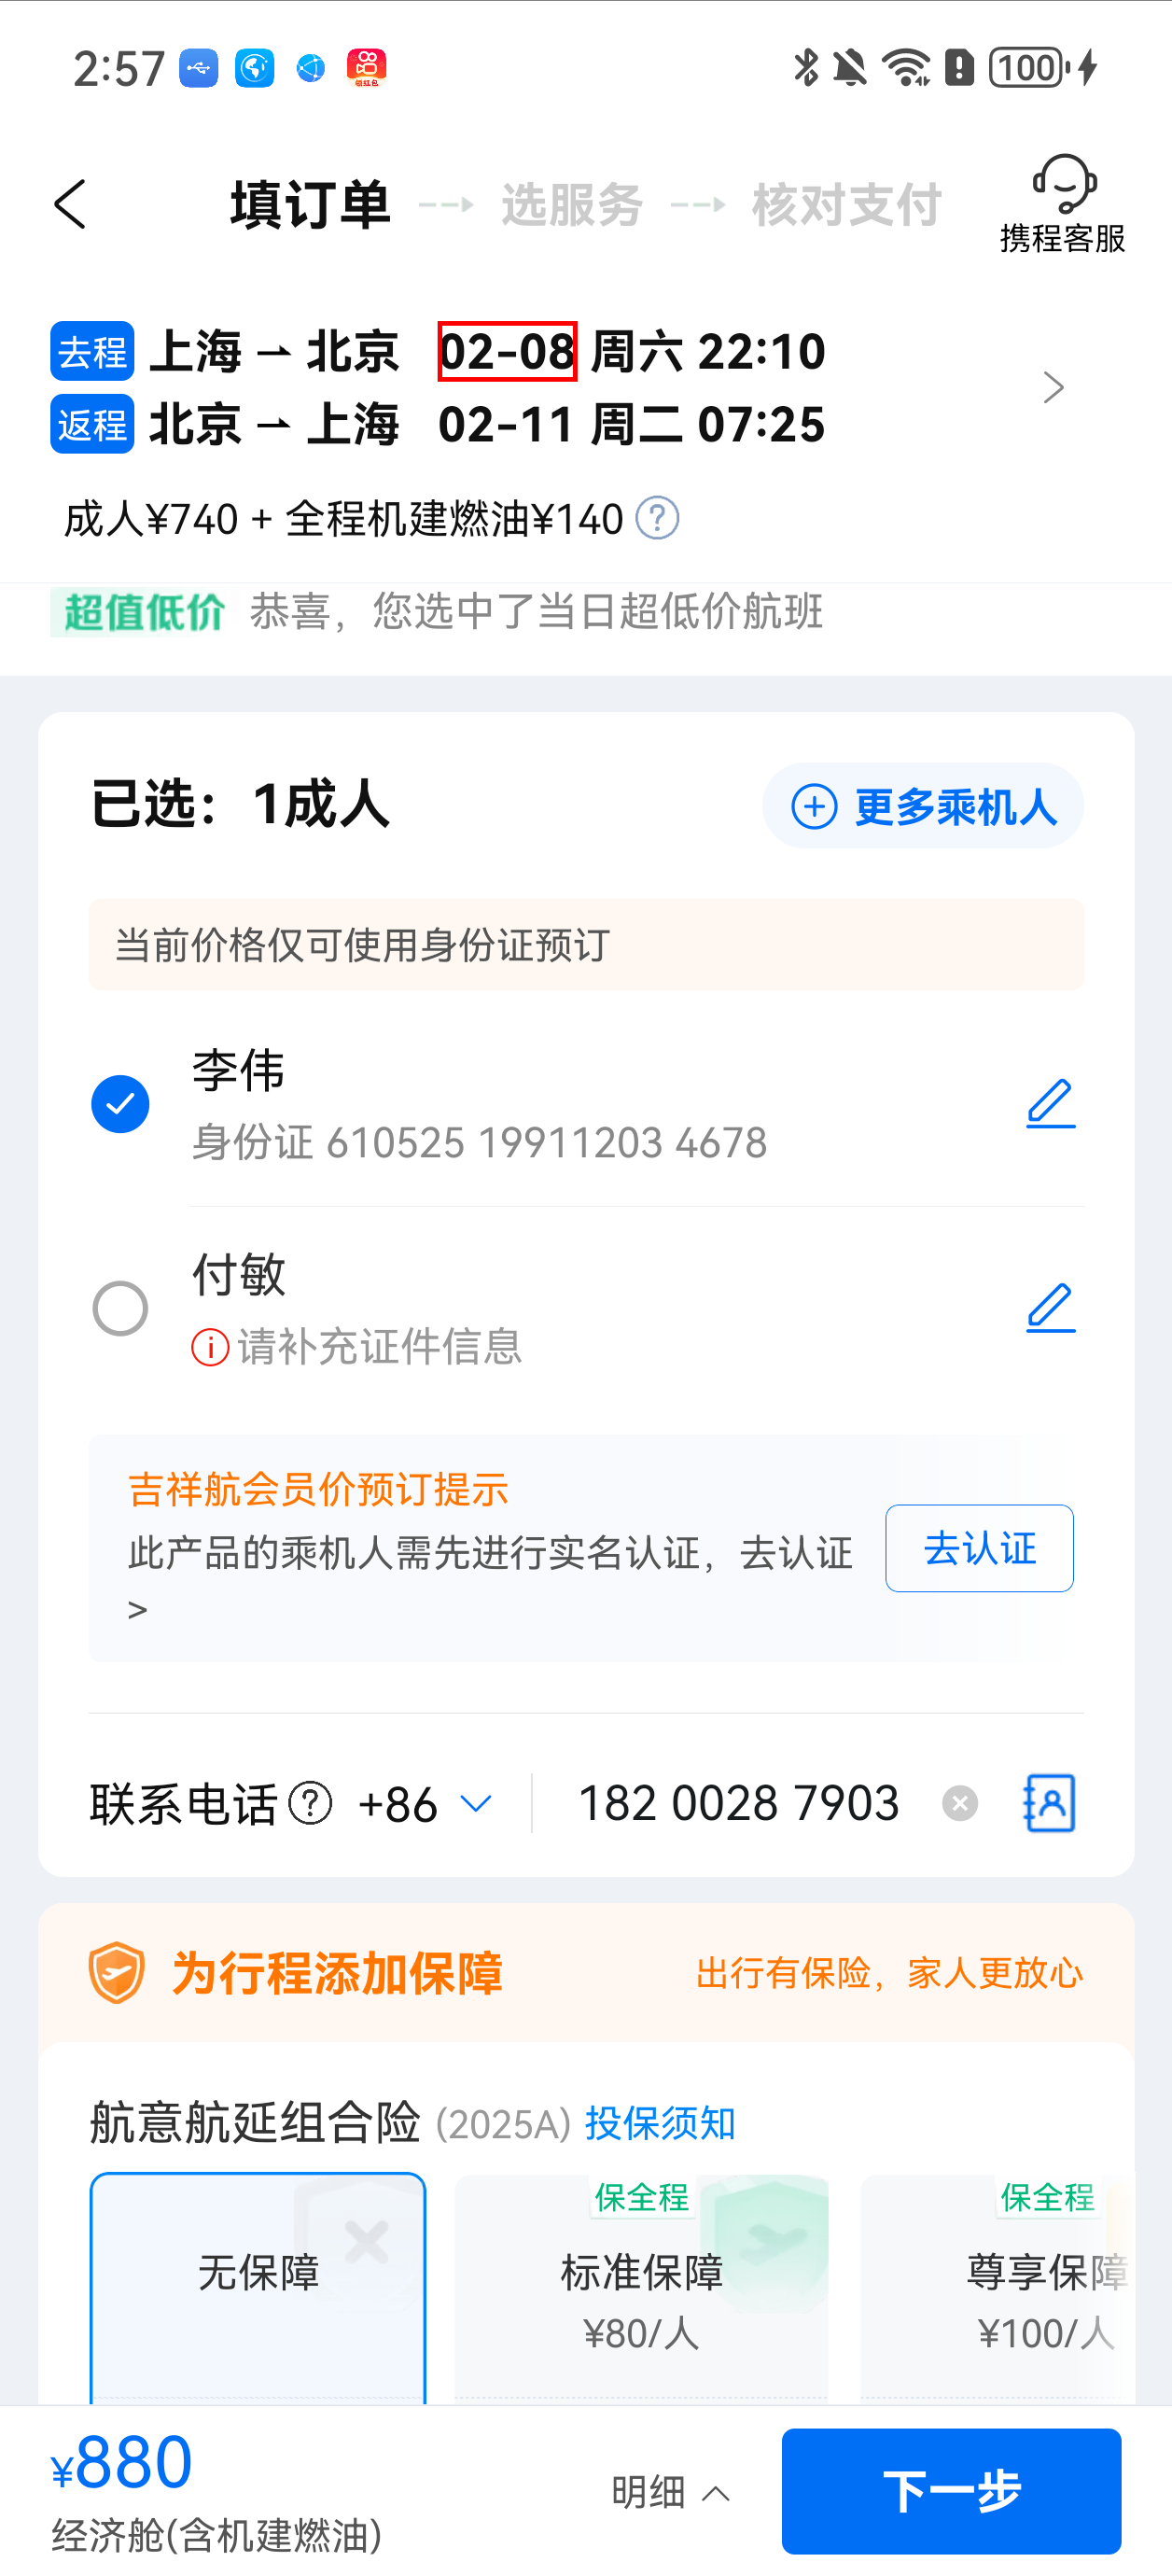 2:57
领红包
100
填订单 选服务 核对支付
携程客服
去程 上海 北京 02-08 周六 22:10
返程 北京 上海 02-11 周二 07:25
成人¥740 + 全程机建燃油¥140 ?
超值低价 恭喜，您选中了当日超低价航班
已选：1成人
更多乘机人
当前价格仅可使用身份证预订
李伟
身份证 610525 19911203 4678
付敏
请补充证件信息
吉祥航会员价预订提示
此产品的乘机人需先进行实名认证，去认证
>
去认证
联系电话 ? +86 182 0028 7903
为行程添加保障 出行有保险，家人更放心
航意航延组合险 (2025A) 投保须知
保全程 保全程
无保障 标准保障 尊享保障
¥80/人 ¥100/人
¥880 明细 下一步
经济舱(含机建燃油)